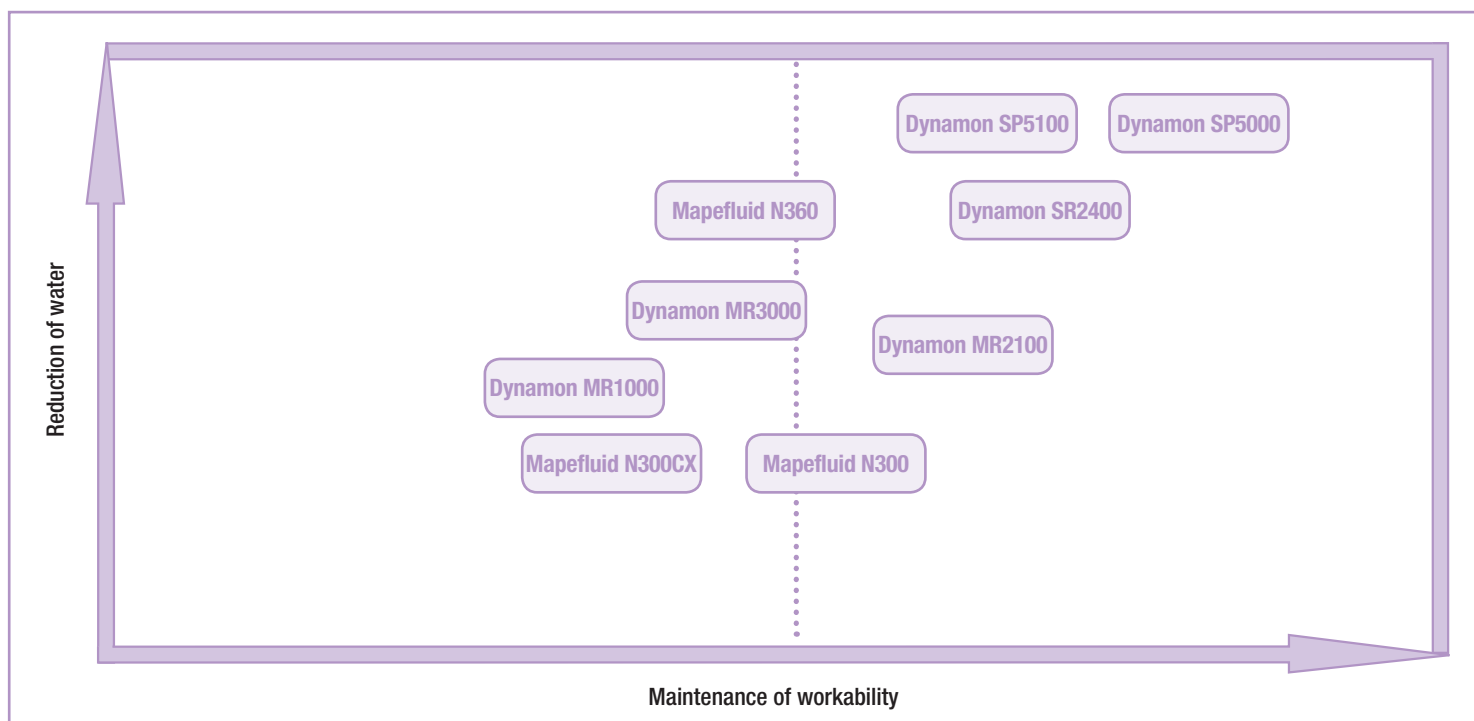 Dynamon SP5100
Dynamon SP5000
Mapefluid N360
Dynamon SR2400
Dynamon MR3000
Dynamon MR2100
Dynamon MR1000
Mapefluid N300CX
Mapefluid N300
Reduction of water
Maintenance of workability